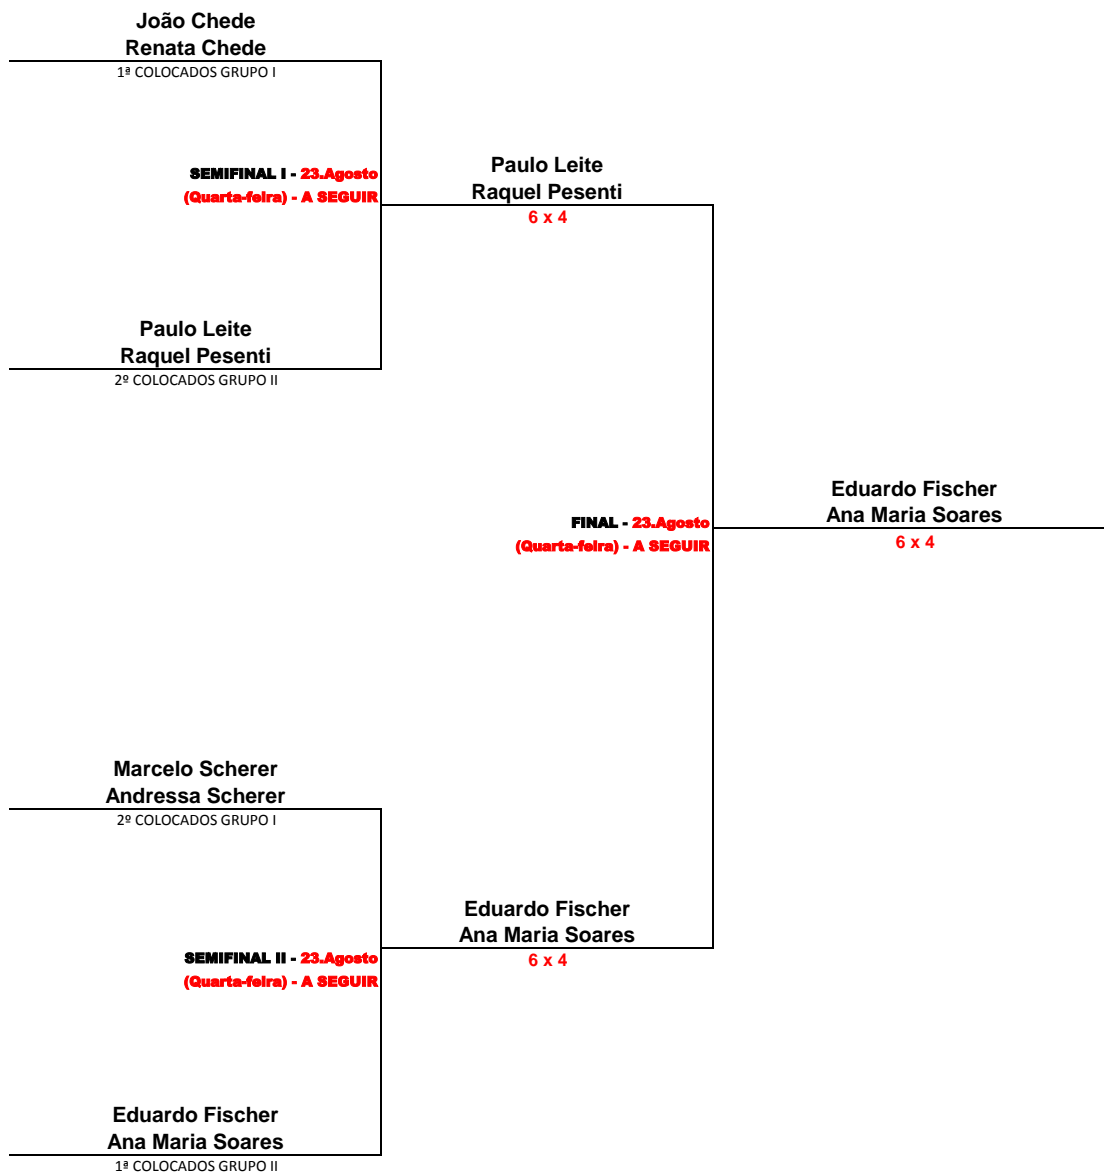 João Chede
Renata Chede
1ª COLOCADOS GRUPO I
SEMIFINAL I - 23.Agosto
(Quarta-feira) - A SEGUIR
Paulo Leite
Raquel Pesenti
6 x 4
Paulo Leite
Raquel Pesenti
2º COLOCADOS GRUPO II
Eduardo Fischer
Ana Maria Soares
6 x 4
FINAL - 23.Agosto
(Quarta-feira) - A SEGUIR
Marcelo Scherer
Andressa Scherer
2º COLOCADOS GRUPO I
Eduardo Fischer
Ana Maria Soares
6 x 4
SEMIFINAL II - 23.Agosto
(Quarta-feira) - A SEGUIR
Eduardo Fischer
Ana Maria Soares
1ª COLOCADOS GRUPO II